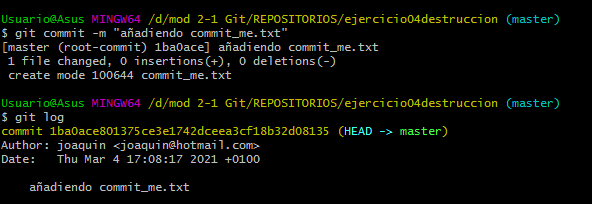 Usuario@Asus MINGW64 /d/mod 2-1 Git/REPOSITORIOS/ejercicio04destruccion (master)
$ git commit -m "añadiendo commit_me.txt"
[master (root-commit) 1ba0ace] añadiendo commit_me.txt
 1 file changed, 0 insertions(+), 0 deletions(-)
 create mode 100644 commit_me.txt
Usuario@Asus MINGW64 /d/mod 2-1 Git/REPOSITORIOS/ejercicio04destruccion (master)
$ git log
commit 1ba0ace801375ce3e1742dceea3cf18b32d08135 (HEAD -> master)
Author: joaquin <joaquin@hotmail.com>
Date:   Thu Mar 4 17:08:17 2021 +0100
    añadiendo commit_me.txt